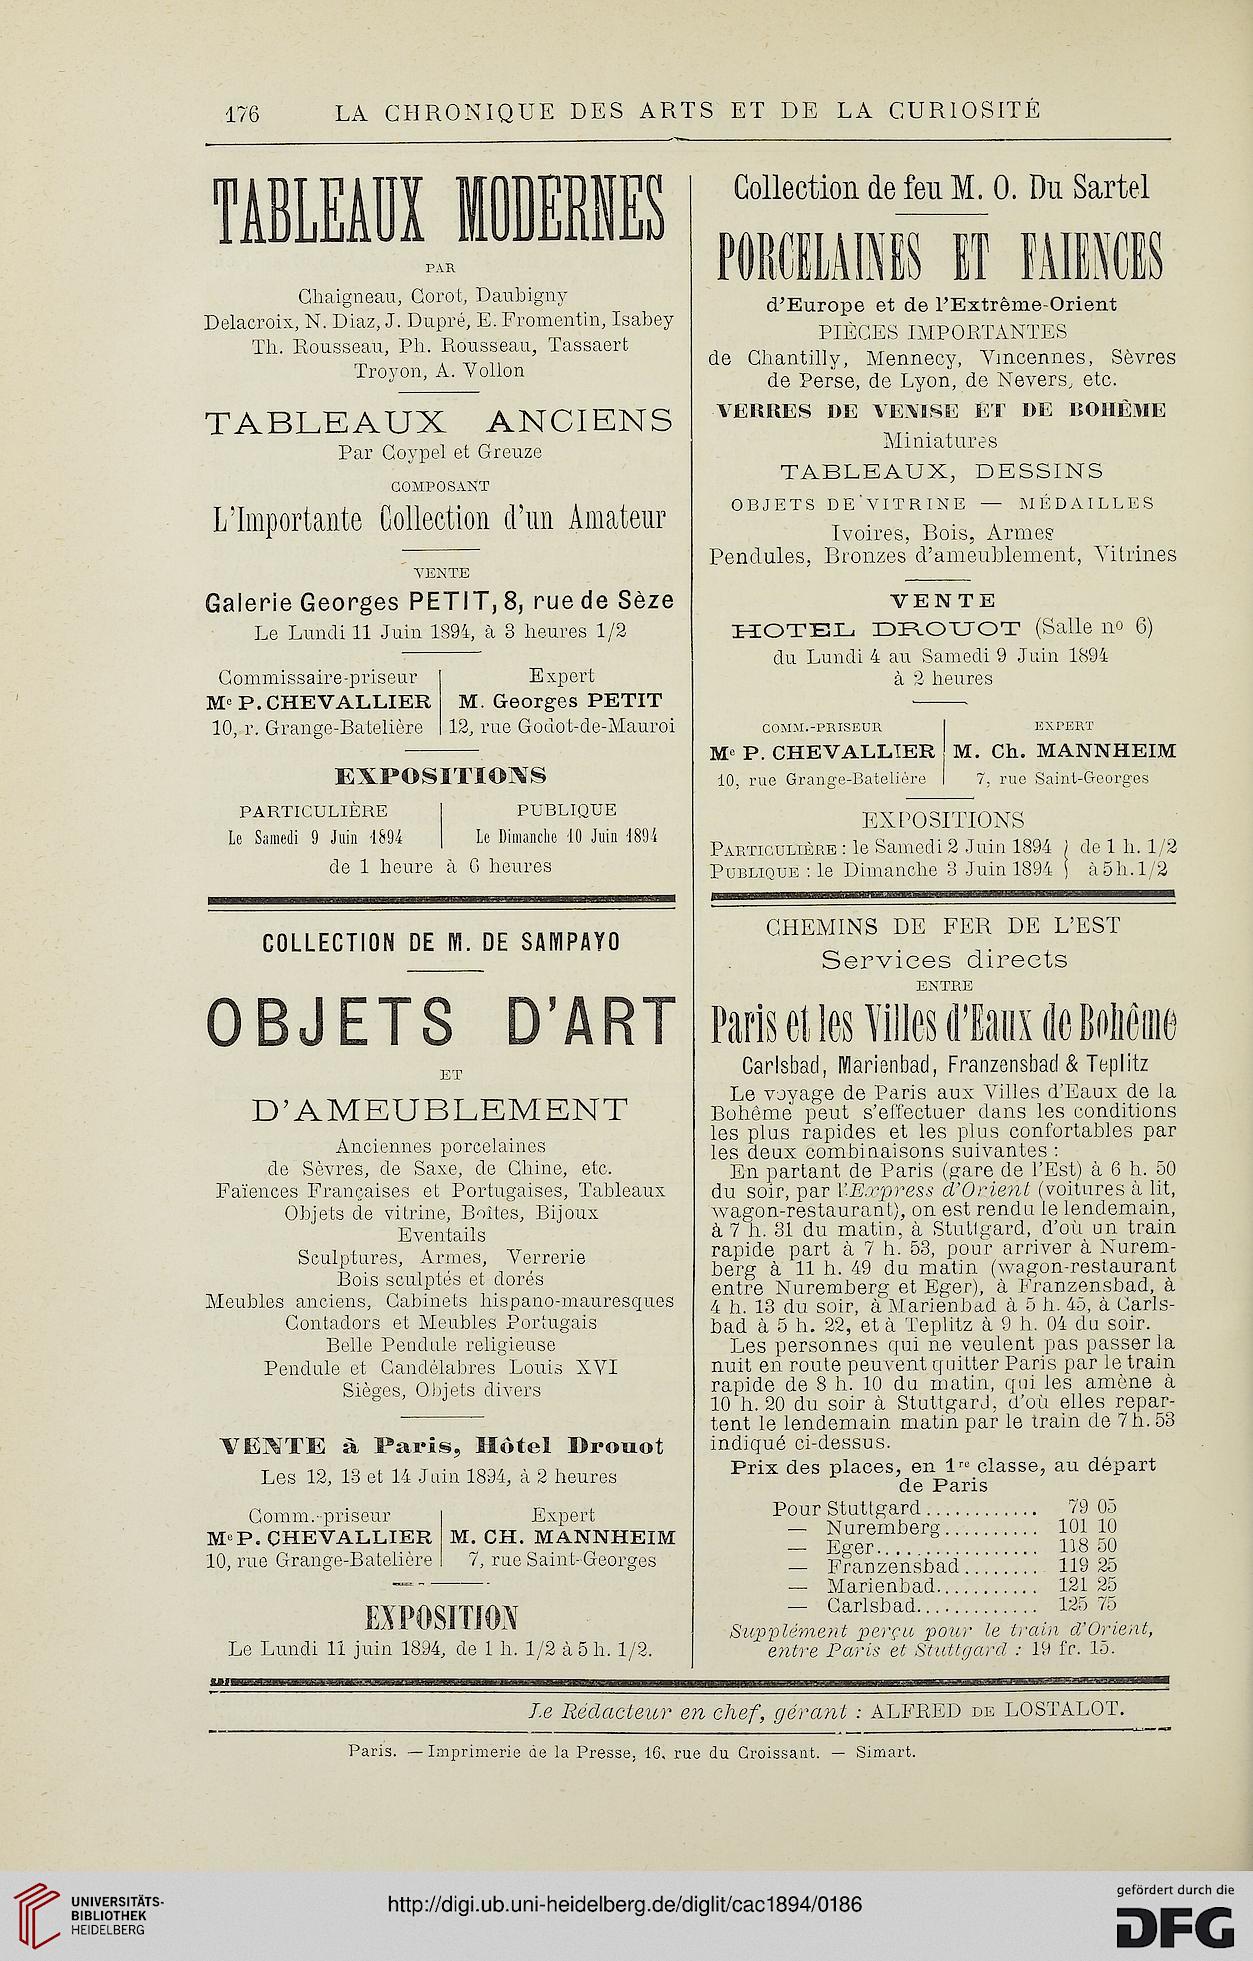 176 LA CHRONIQUE DES ARTS ET DE LA CURIOSITÉ
TABLEAUX MODERNES
PAR
Chaigneau, Corot, Daubigny
Delacroix, N. Diaz, J. Dupré, E. Fromentin, Isabey
Th. Rousseau, Ph. Rousseau, Tassaert
Troyon, A. Vollon
TABLEAUX ANCIENS
Par Coypel et Greuze
COMPOSANT
L'Importante Collection d'un Amateur
VENTE
Galerie Georges PETIT, 8, rue de Sèze
Le Lundi 11 Juin 1894, à 3 heures 1/2
Commissaire-priseur
Me P. CHEVALLIER
10, r. Grange-Batelière
Expert
M. Georges PETIT
12, rue Godot-de-Mauroi
EXPOSITIONS
PARTICULIÈRE
Le Samedi 9 Juin 1894
PUBLIQUE
Le Dimanche 10 Juin 1894
de 1 heure à 6 heures
COLLECTION DE M. DE SAMPAYO
OBJETS D'ART
ET
D'AMEUBLEMENT
Anciennes porcelaines
de Sèvres, de Saxe, de Chine, etc.
Faïences Françaises et Portugaises, Tableaux
Objets de vitrine, Boîtes, Bijoux
Eventails
Sculptures, Armes, Verrerie
Bois sculptés et dorés
Meubles anciens, Cabinets hispano-mauresques
Contadors et Meubles Portugais
Belle Pendule religieuse
Pendule et Candélabres Louis XVI
Sièges, Objets divers
VENTE à Paris, Hôtel Drouot
Les 12, 13 et 14 Juin 1894, à 2 heures
Comm.-priseur
Me P. CHEVALLIER
10, rue Grange-Batelière
Expert
M. CH. MANNHEIM
7, rue Saint-Georges
EXPOSITION
Le Lundi 11 juin 1894, de 1 h. 1/2 à 5 h. 1/2.
Collection de feu M. O. Du Sartel
PORCELAINES ET FAIENCES
d'Europe et de l'Extrême-Orient
PIÈCES IMPORTANTES
de Chantilly, Mennecy, Vincennes, Sèvres
de Perse, de Lyon, de Nevers, etc.
VERRES DE VENISE ET DE BOHÊME
Miniatures
TABLEAUX, DESSINS
OBJETS DE VITRINE — MÉDAILLES
Ivoires, Bois, Armes
Pendules, Bronzes d'ameublement, Vitrines
VENTE
HOTEL DROUOT (Salle no 6)
du Lundi 4 au Samedi 9 Juin 1894
à 2 heures
COMM.-PRISEUR
Me P. CHEVALLIER
10, rue Grange-Batelière
EXPERT
M. Ch. MANNHEIM
7, rue Saint-Georges
EXPOSITIONS
PARTICULIÈRE : le Samedi 2 Juin 1894 } de 1 h. 1/2
PUBLIQUE : le Dimanche 3 Juin 1894 } à 5 h. 1/2
CHEMINS DE FER DE L'EST
Services directs
ENTRE
Paris et les Villes d'Eaux de Bohême
Carlsbad, Marienbad, Franzensbad & Teplitz
Le voyage de Paris aux Villes d'Eaux de la
Bohême peut s'effectuer dans les conditions
les plus rapides et les plus confortables par
les deux combinaisons suivantes :
En partant de Paris (gare de l'Est) à 6 h. 50
du soir, par l'Express d'Orient (voitures à lit,
wagon-restaurant), on est rendu le lendemain,
à 7 h. 31 du matin, à Stuttgard, d'où un train
rapide part à 7 h. 53, pour arriver à Nurem-
berg à 11 h. 49 du matin (wagon-restaurant
entre Nuremberg et Eger), à Franzensbad, à
4 h. 13 du soir, à Marienbad à 5 h. 45, à Carls-
bad à 5 h. 22, et à Teplitz à 9 h. 04 du soir.
Les personnes qui ne veulent pas passer la
nuit en route peuvent quitter Paris par le train
rapide de 8 h. 10 du matin, qui les amène à
10 h. 20 du soir à Stuttgard, d'où elles repar-
tent le lendemain matin par le train de 7 h. 53
indiqué ci-dessus.
Prix des places, en 1re classe, au départ
de Paris
Pour Stuttgard............ 79 05
— Nuremberg.......... 101 10
— Eger................. 118 50
— Franzensbad........ 119 25
— Marienbad........... 121 25
— Carlsbad............. 125 75
Supplément perçu pour le train d'Orient,
entre Paris et Stuttgard : 19 fr. 15.
Le Rédacteur en chef, gérant : ALFRED DE LOSTALOT.
Paris. — Imprimerie de la Presse, 16, rue du Croissant. — Simart.
UNIVERSITÄTS-
BIBLIOTHEK
HEIDELBERG
http://digi.ub.uni-heidelberg.de/diglit/cac1894/0186
gefördert durch die
DFG